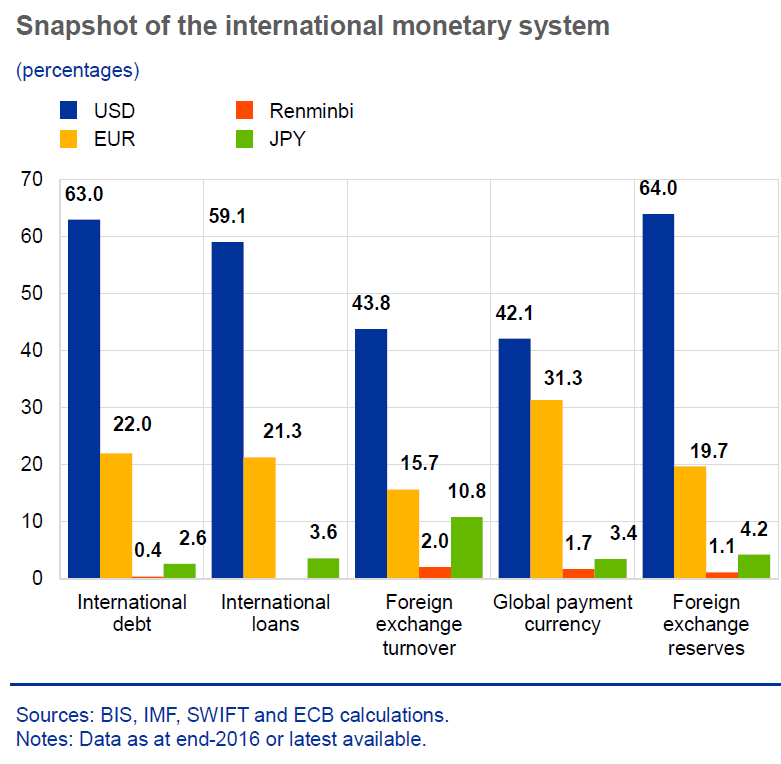 Snapshot of the international monetary system
(percentages)
USD
Renminbi
EUR
JPY
70
60
50
40
30
20
10
0
63.0
22.0
0.4
2.6
59.1
21.3
3.6
43.8
15.7
2.0
10.8
42.1
31.3
1.7
3.4
64.0
19.7
1.1
4.2
International
debt
International
loans
Foreign
exchange
turnover
Global payment
currency
Foreign
exchange
reserves
Sources: BIS, IMF, SWIFT and ECB calculations.
Notes: Data as at end-2016 or latest available.